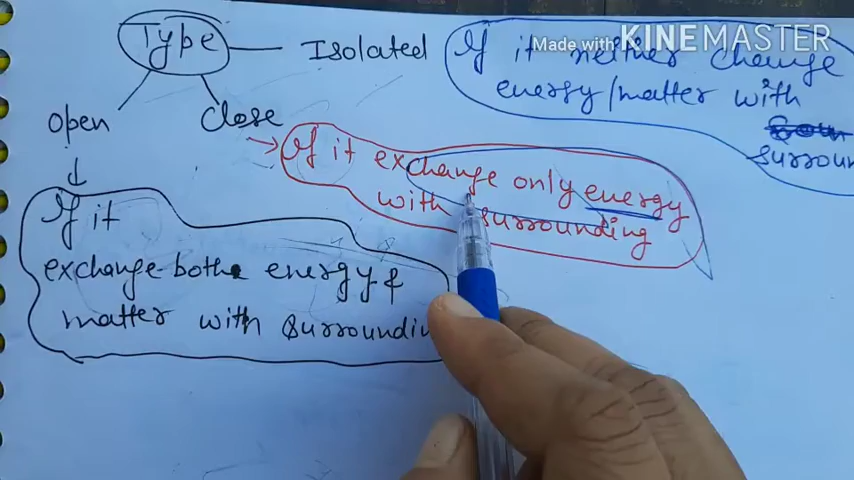 Made with KINEMASTER
Type
Isolated
If it neither change
energy/matter with
surroun
open
Close
If it exchange only energy
with surrounding
If it
exchange both energy &
matter with surroundin